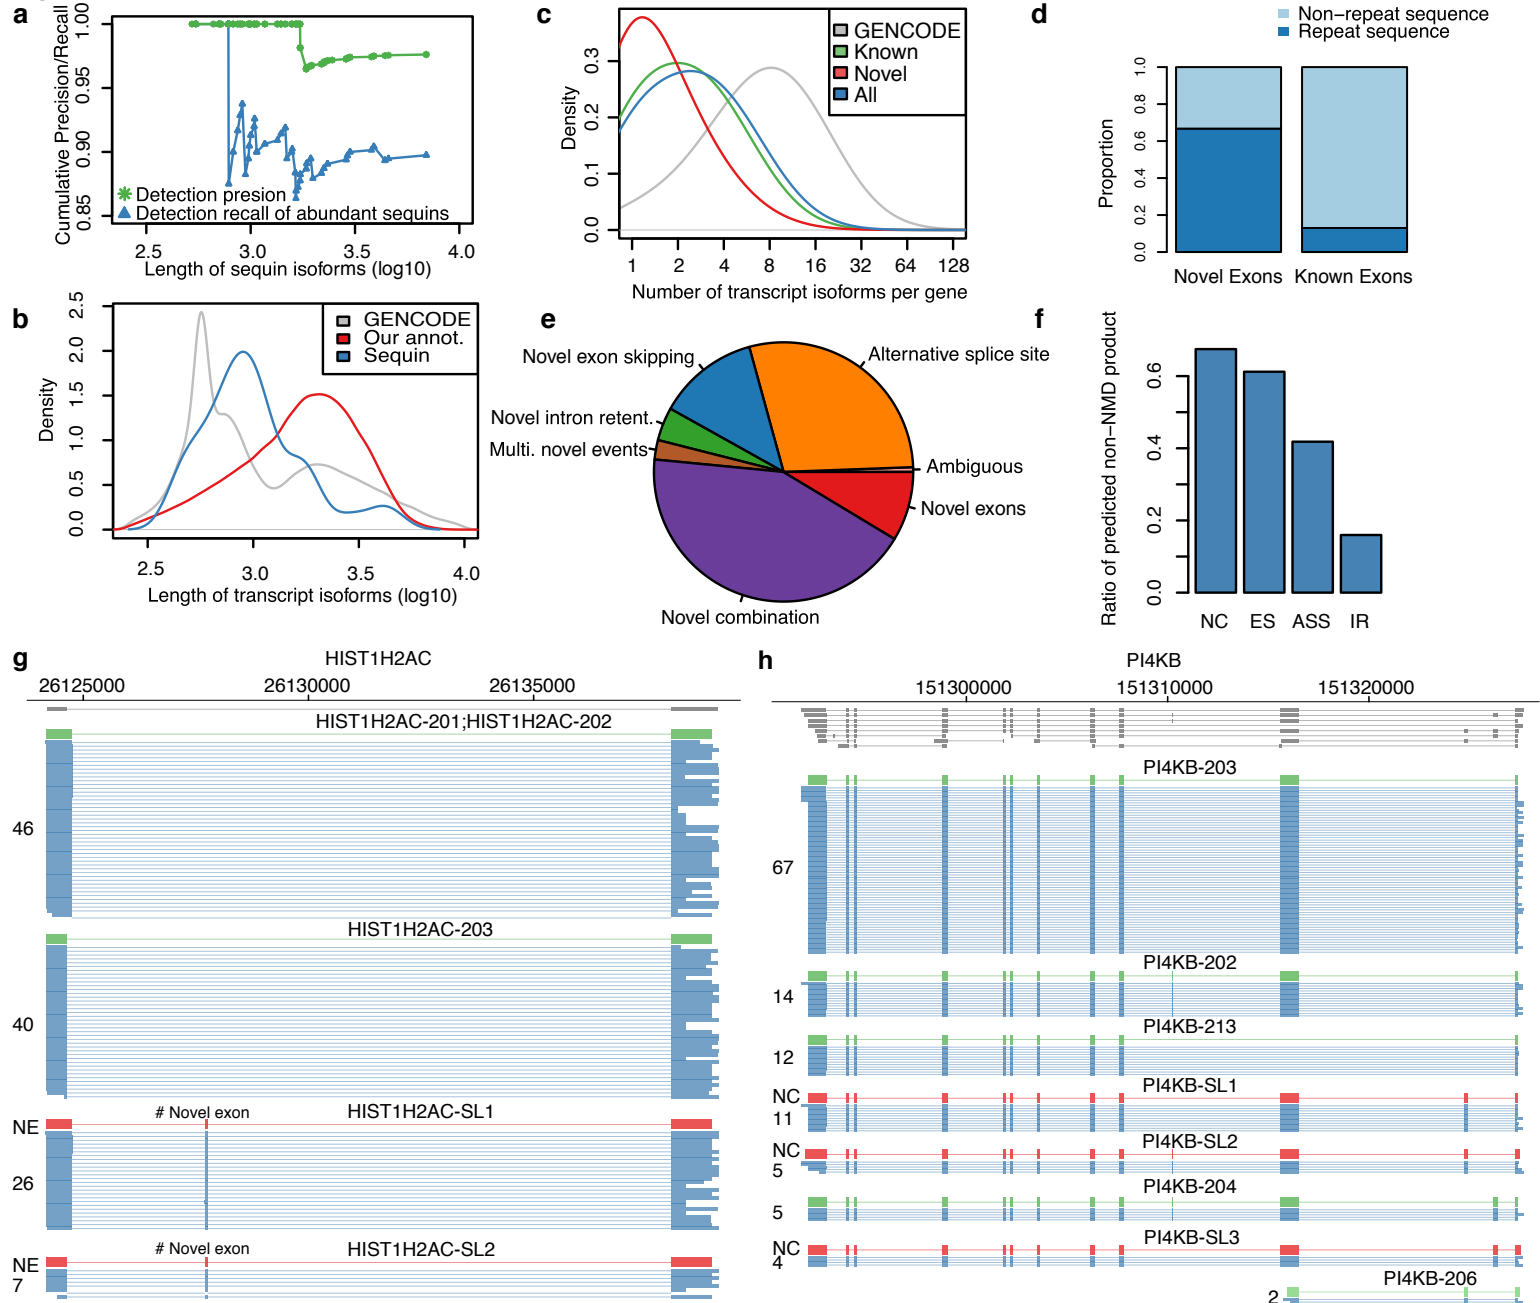 a
Cumulative Precision/Recall
0.85 0.90 0.95 1.00
Detection presion
Detection recall of abundant sequins
2.5 3.0 3.5 4.0
Length of sequin isoforms (log10)
b
Density
0.0 0.5 1.0 1.5 2.0 2.5
GENCODE
Our annot.
Sequin
2.5 3.0 3.5 4.0
Length of transcript isoforms (log10)
c
Density
0.0 0.1 0.2 0.3
GENCODE
Known
Novel
All
1 2 4 8 16 32 64 128
Number of transcript isoforms per gene
d
Non-repeat sequence
Repeat sequence
Proportion
0.0 0.2 0.4 0.6 0.8 1.0
Novel Exons Known Exons
e
Novel exon skipping
Alternative splice site
Novel intron retent.
Multi. novel events
Ambiguous
Novel exons
Novel combination
f
Ratio of predicted non−NMD product
0.0 0.2 0.4 0.6
NC ES ASS IR
g
HIST1H2AC
26125000 26130000 26135000
HIST1H2AC-201;HIST1H2AC-202
46
HIST1H2AC-203
40
# Novel exon HIST1H2AC-SL1
NE
26
# Novel exon HIST1H2AC-SL2
NE
7
h
PI4KB
151300000 151310000 151320000
PI4KB-203
67
PI4KB-202
14
PI4KB-213
12
PI4KB-SL1
NC
11
PI4KB-SL2
NC
5
PI4KB-204
5
PI4KB-SL3
NC
4
PI4KB-206
2